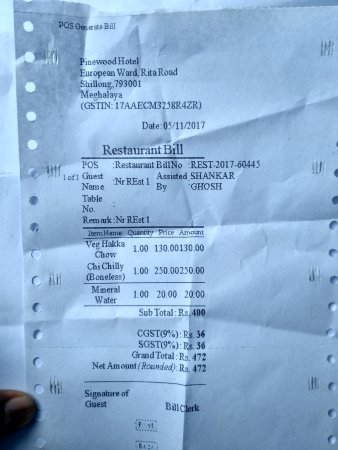 POS Generate Bill
Pinewood Hotel
European Ward, Rita Road
Shillong,793001
Meghalaya
(GSTIN: 17AAECM3258R4ZR)
Date :05/11/2017
Restaurant Bill
POS :Restaurant Bill No :REST-2017-60445
1 of 1 Guest Name :Nr REst 1 Assisted By SHANKAR :GHOSH
Table No. :
Remark :Nr REst 1
Item Name Quantity Price Amount
Veg Hakka Chow 1.00 130.00 130.00
Chi Chilly (Boneless) 1.00 250.00 250.00
Mineral Water 1.00 20.00 20.00
Sub Total : Rs. 400
CGST(9%) : Rs. 36
SGST(9%) : Rs. 36
Grand Total : Rs. 472
Net Amount (Rounded) : Rs. 472
Signature of Guest
Bill Clerk
Print
Back